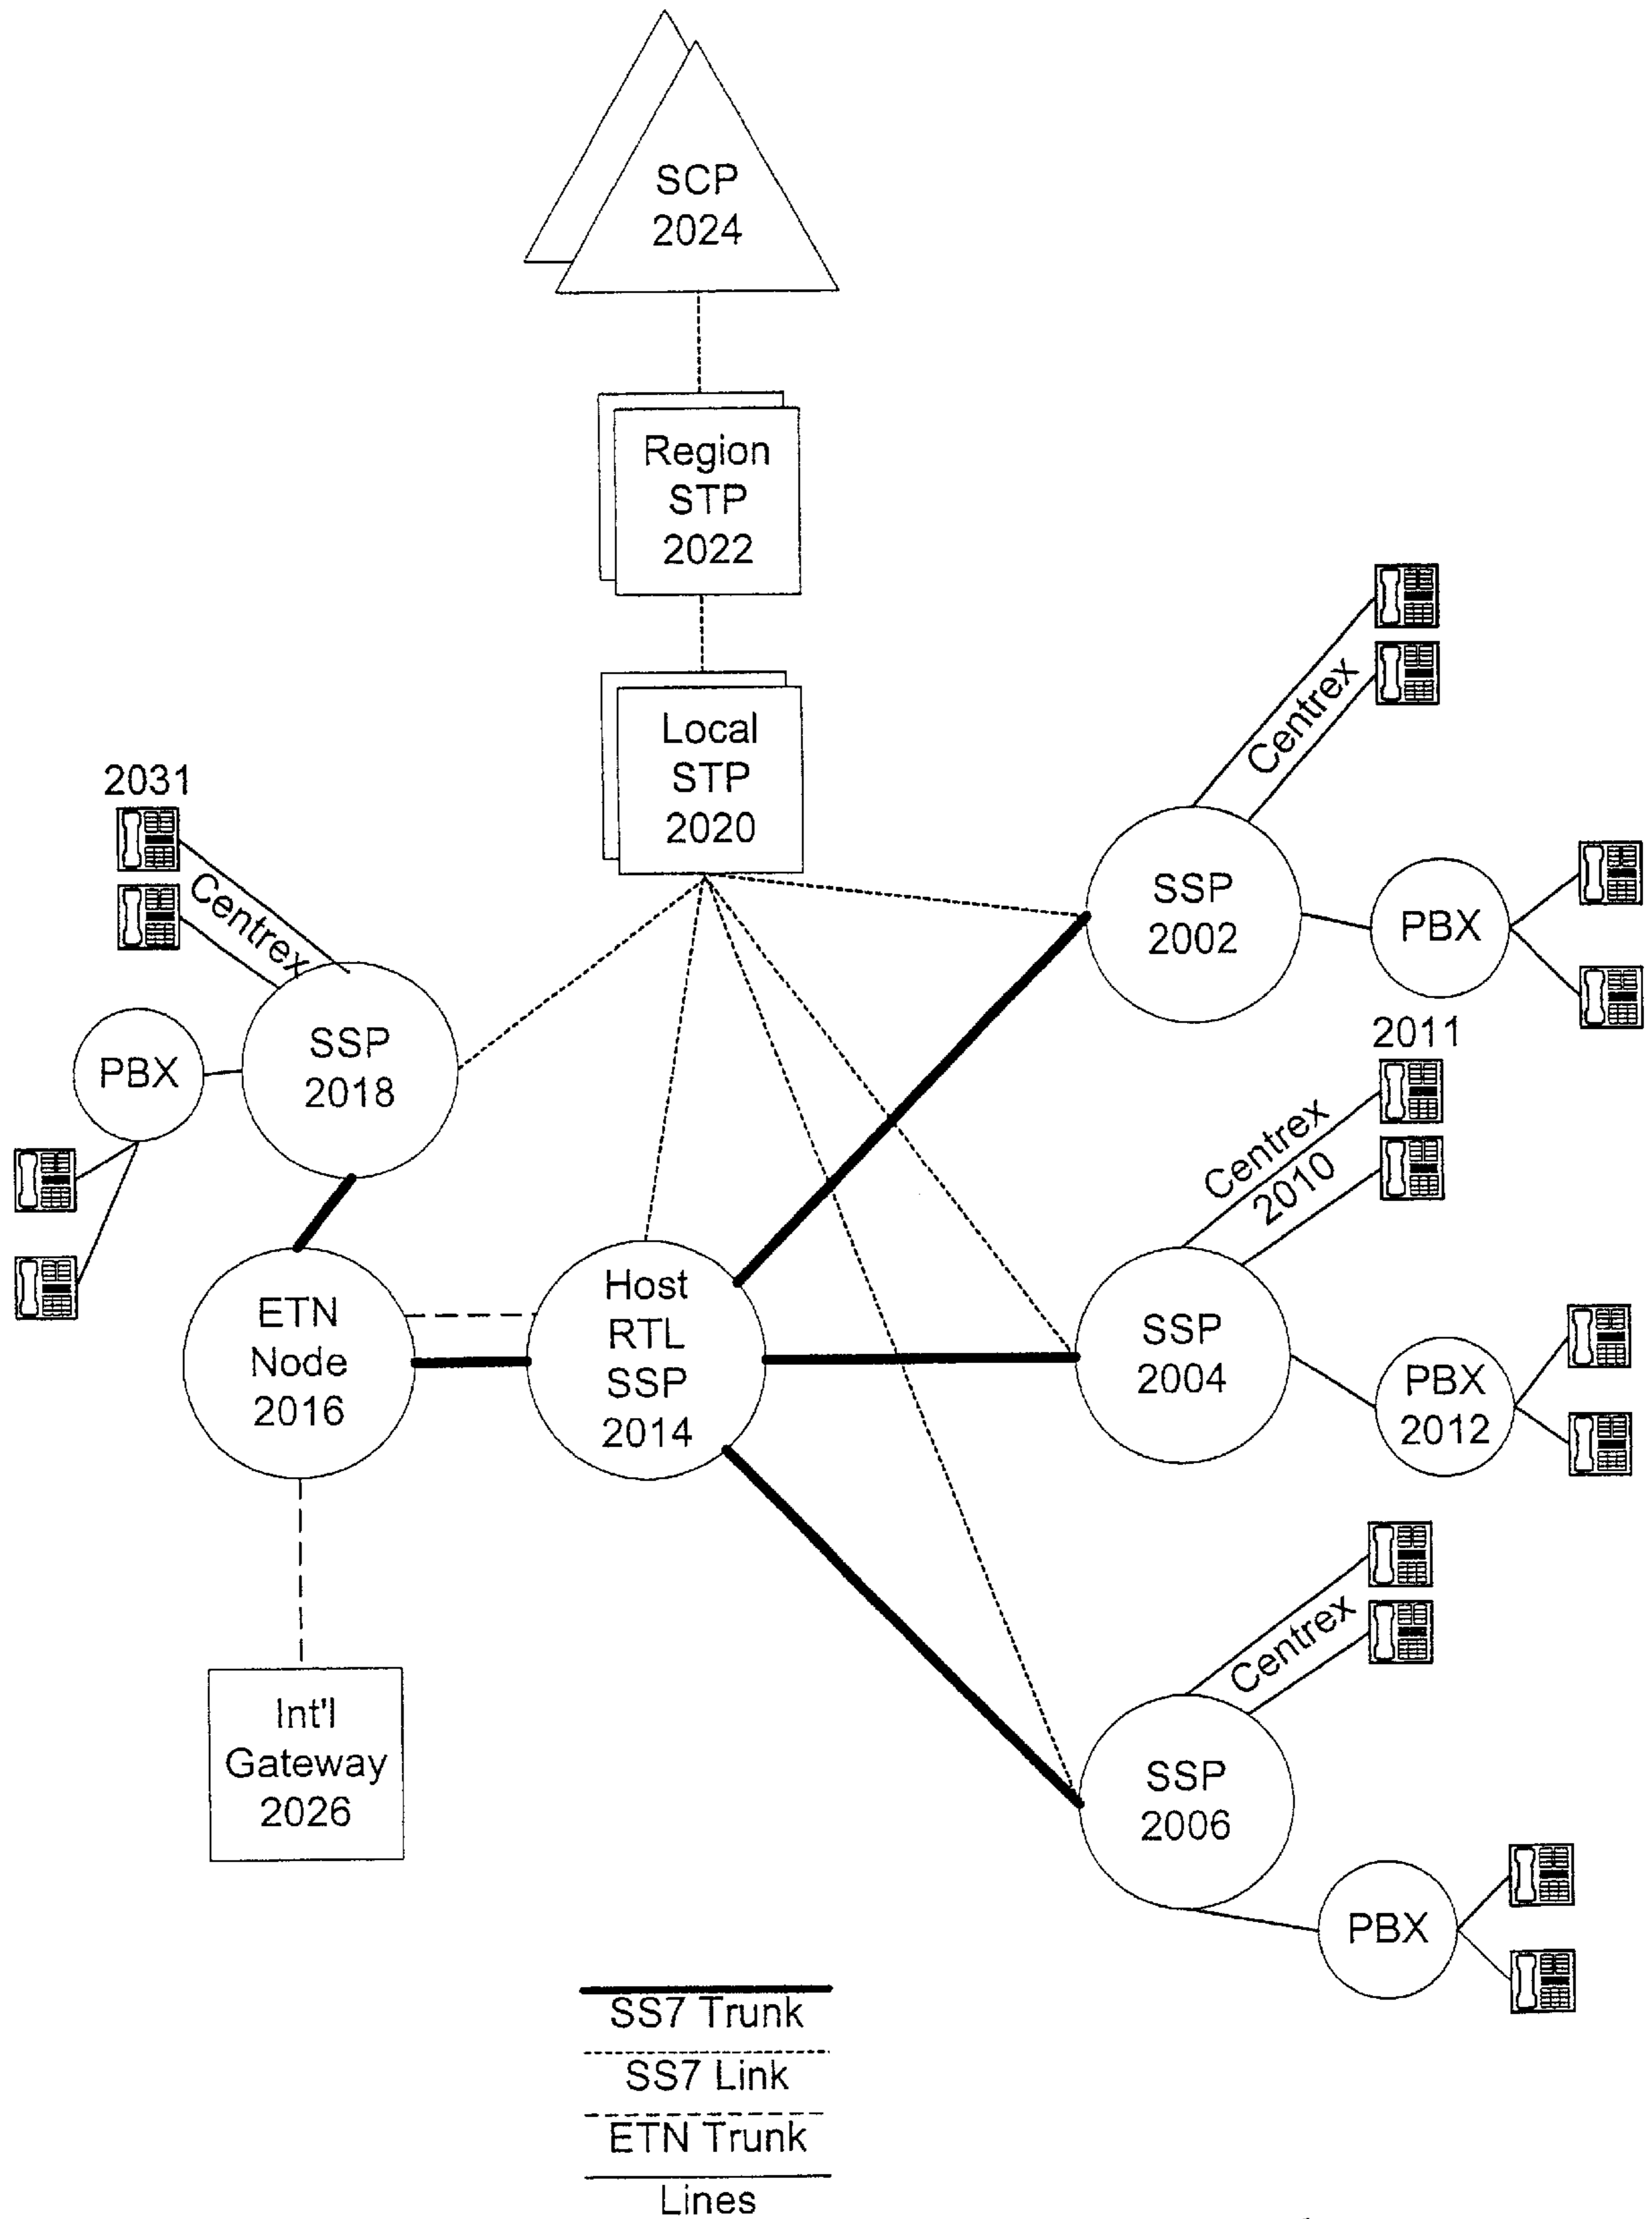 SCP
2024
Region
STP
2022
Local
STP
2020
2031
Centrex
PBX
SSP
2018
Centrex
SSP
2002
PBX
2011
Centrex
2010
ETN
Node
2016
Host
RTL
SSP
2014
SSP
2004
PBX
2012
Int'l
Gateway
2026
Centrex
SSP
2006
PBX
SS7 Trunk
SS7 Link
ETN Trunk
Lines